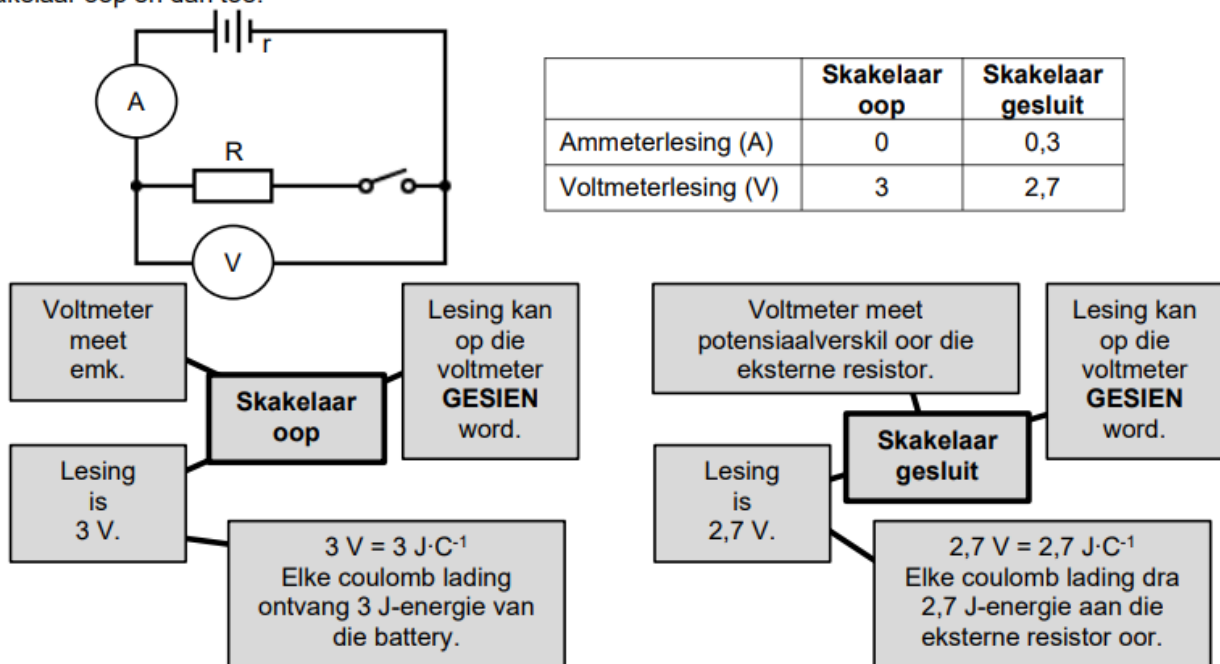 skakelaar oop en dan toe.
r
A
R
V
Skakelaar oop
Skakelaar gesluit
Ammeterlesing (A) 0 0,3
Voltmeterlesing (V) 3 2,7
Voltmeter
meet
emk.
Lesing kan
op die
voltmeter
GESIEN
word.
Skakelaar
oop
Lesing
is
3 V.
3 V = 3 J·C⁻¹
Elke coulomb lading
ontvang 3 J-energie van
die battery.
Voltmeter meet
potensiaalverskil oor die
eksterne resistor.
Lesing kan
op die
voltmeter
GESIEN
word.
Skakelaar
gesluit
Lesing
is
2,7 V.
2,7 V = 2,7 J·C⁻¹
Elke coulomb lading dra
2,7 J-energie aan die
eksterne resistor oor.